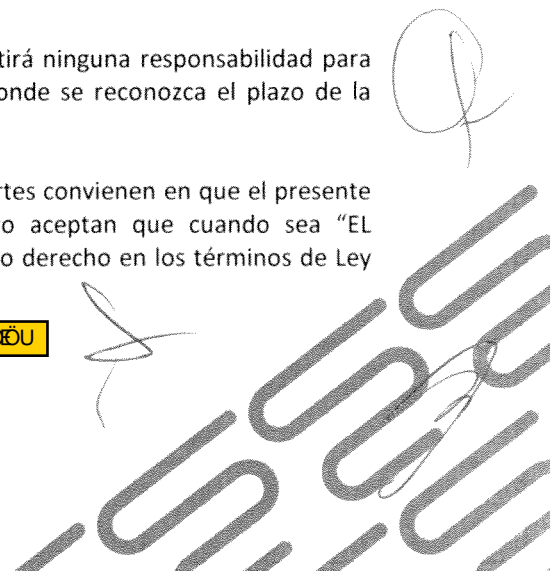 tirá ninguna responsabilidad para
onde se reconozca el plazo de la
rtes convienen en que el presente
o aceptan que cuando sea “EL
o derecho en los términos de Ley
ÖU